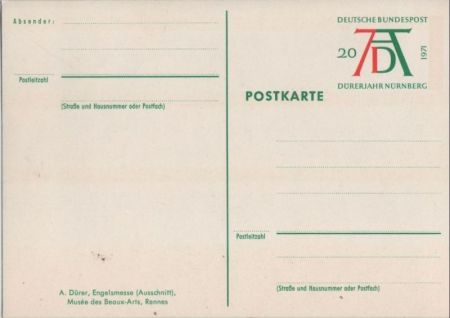 Absender:
Postleitzahl
(Straße und Hausnummer oder Postfach)
A. Dürer, Engelsmesse (Ausschnitt),
Musée des Beaux-Arts, Rennes
DEUTSCHE BUNDESPOST
20 AD 1971
DÜRERJAHR NÜRNBERG
POSTKARTE
Postleitzahl
(Straße und Hausnummer oder Postfach)